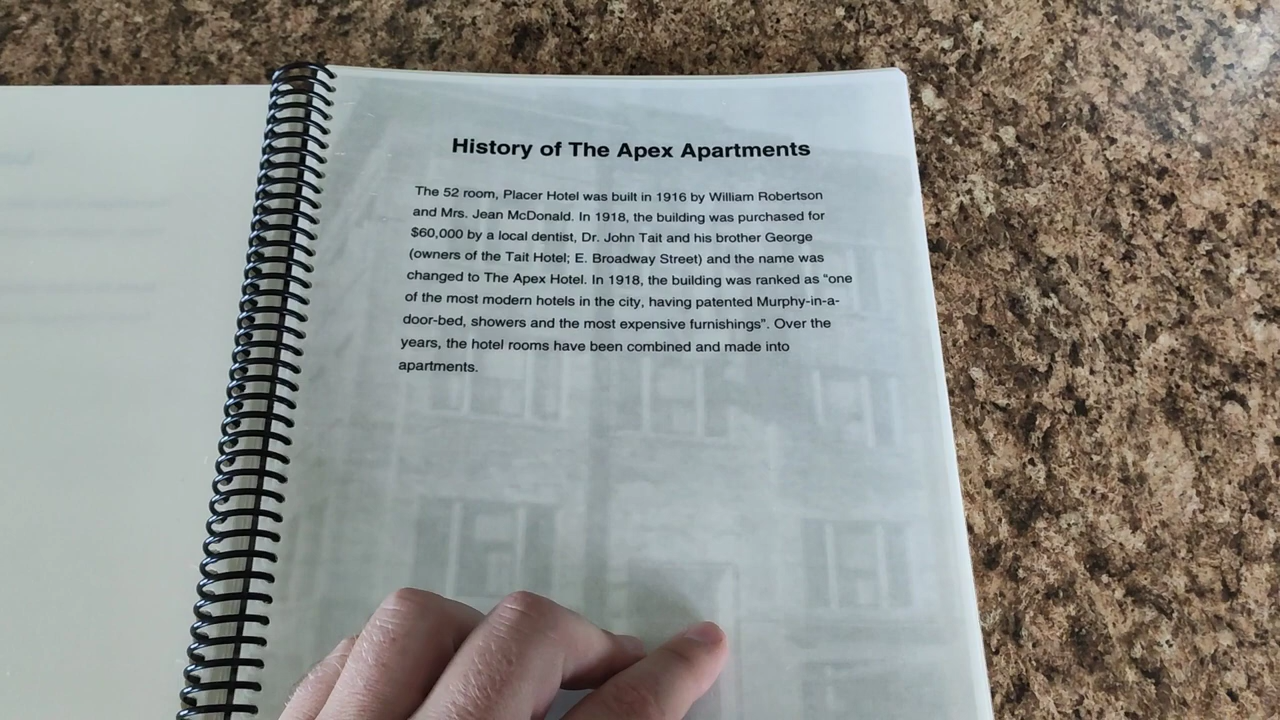 History of The Apex Apartments
The 52 room, Placer Hotel was built in 1916 by William Robertson
and Mrs. Jean McDonald. In 1918, the building was purchased for
$60,000 by a local dentist, Dr. John Tait and his brother George
(owners of the Tait Hotel; E. Broadway Street) and the name was
changed to The Apex Hotel. In 1918, the building was ranked as “one
of the most modern hotels in the city, having patented Murphy-in-a-
door-bed, showers and the most expensive furnishings”. Over the
years, the hotel rooms have been combined and made into
apartments.